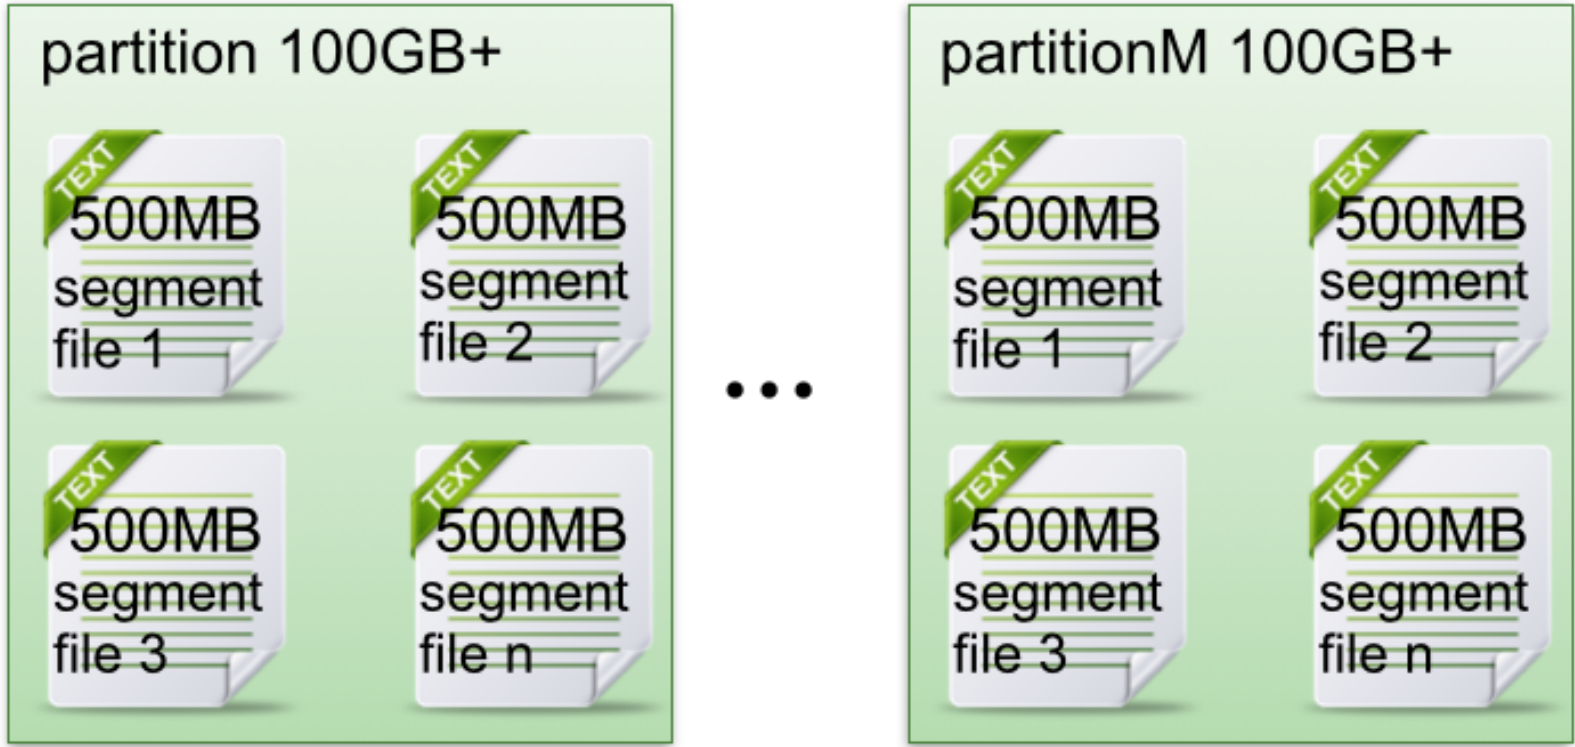 partition 100GB+
TEXT
500MB
segment
file 1
TEXT
500MB
segment
file 2
TEXT
500MB
segment
file 3
TEXT
500MB
segment
file n
...
partitionM 100GB+
TEXT
500MB
segment
file 1
TEXT
500MB
segment
file 2
TEXT
500MB
segment
file 3
TEXT
500MB
segment
file n